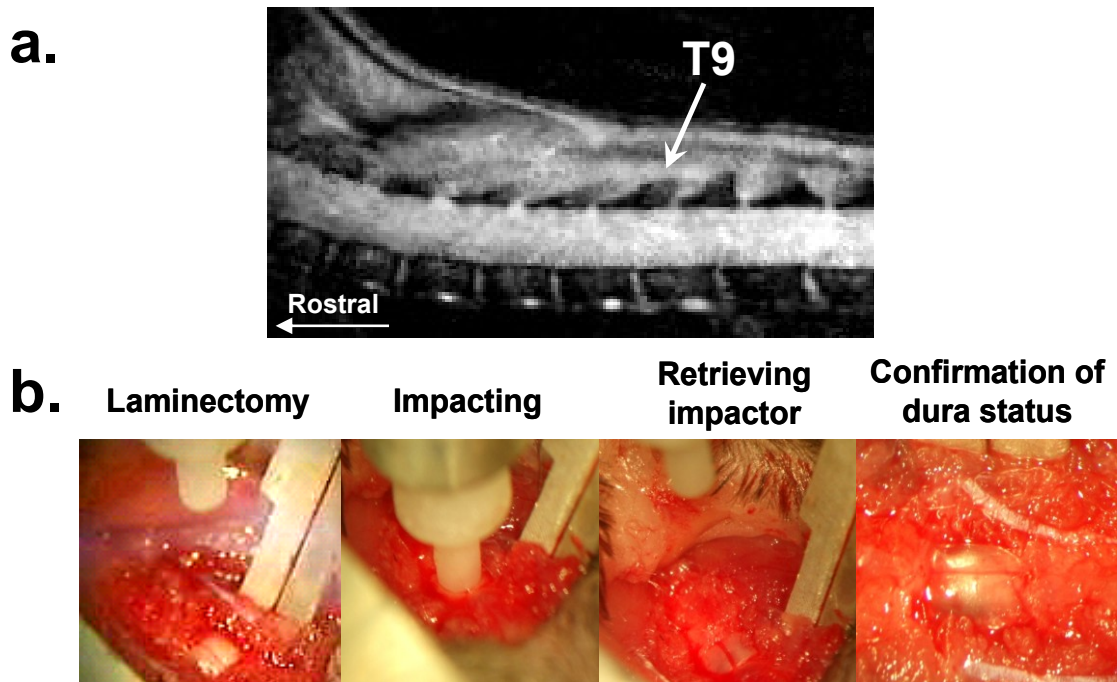 a.
T9
Rostral
b.
Laminectomy
Impacting
Retrieving
impactor
Confirmation of
dura status